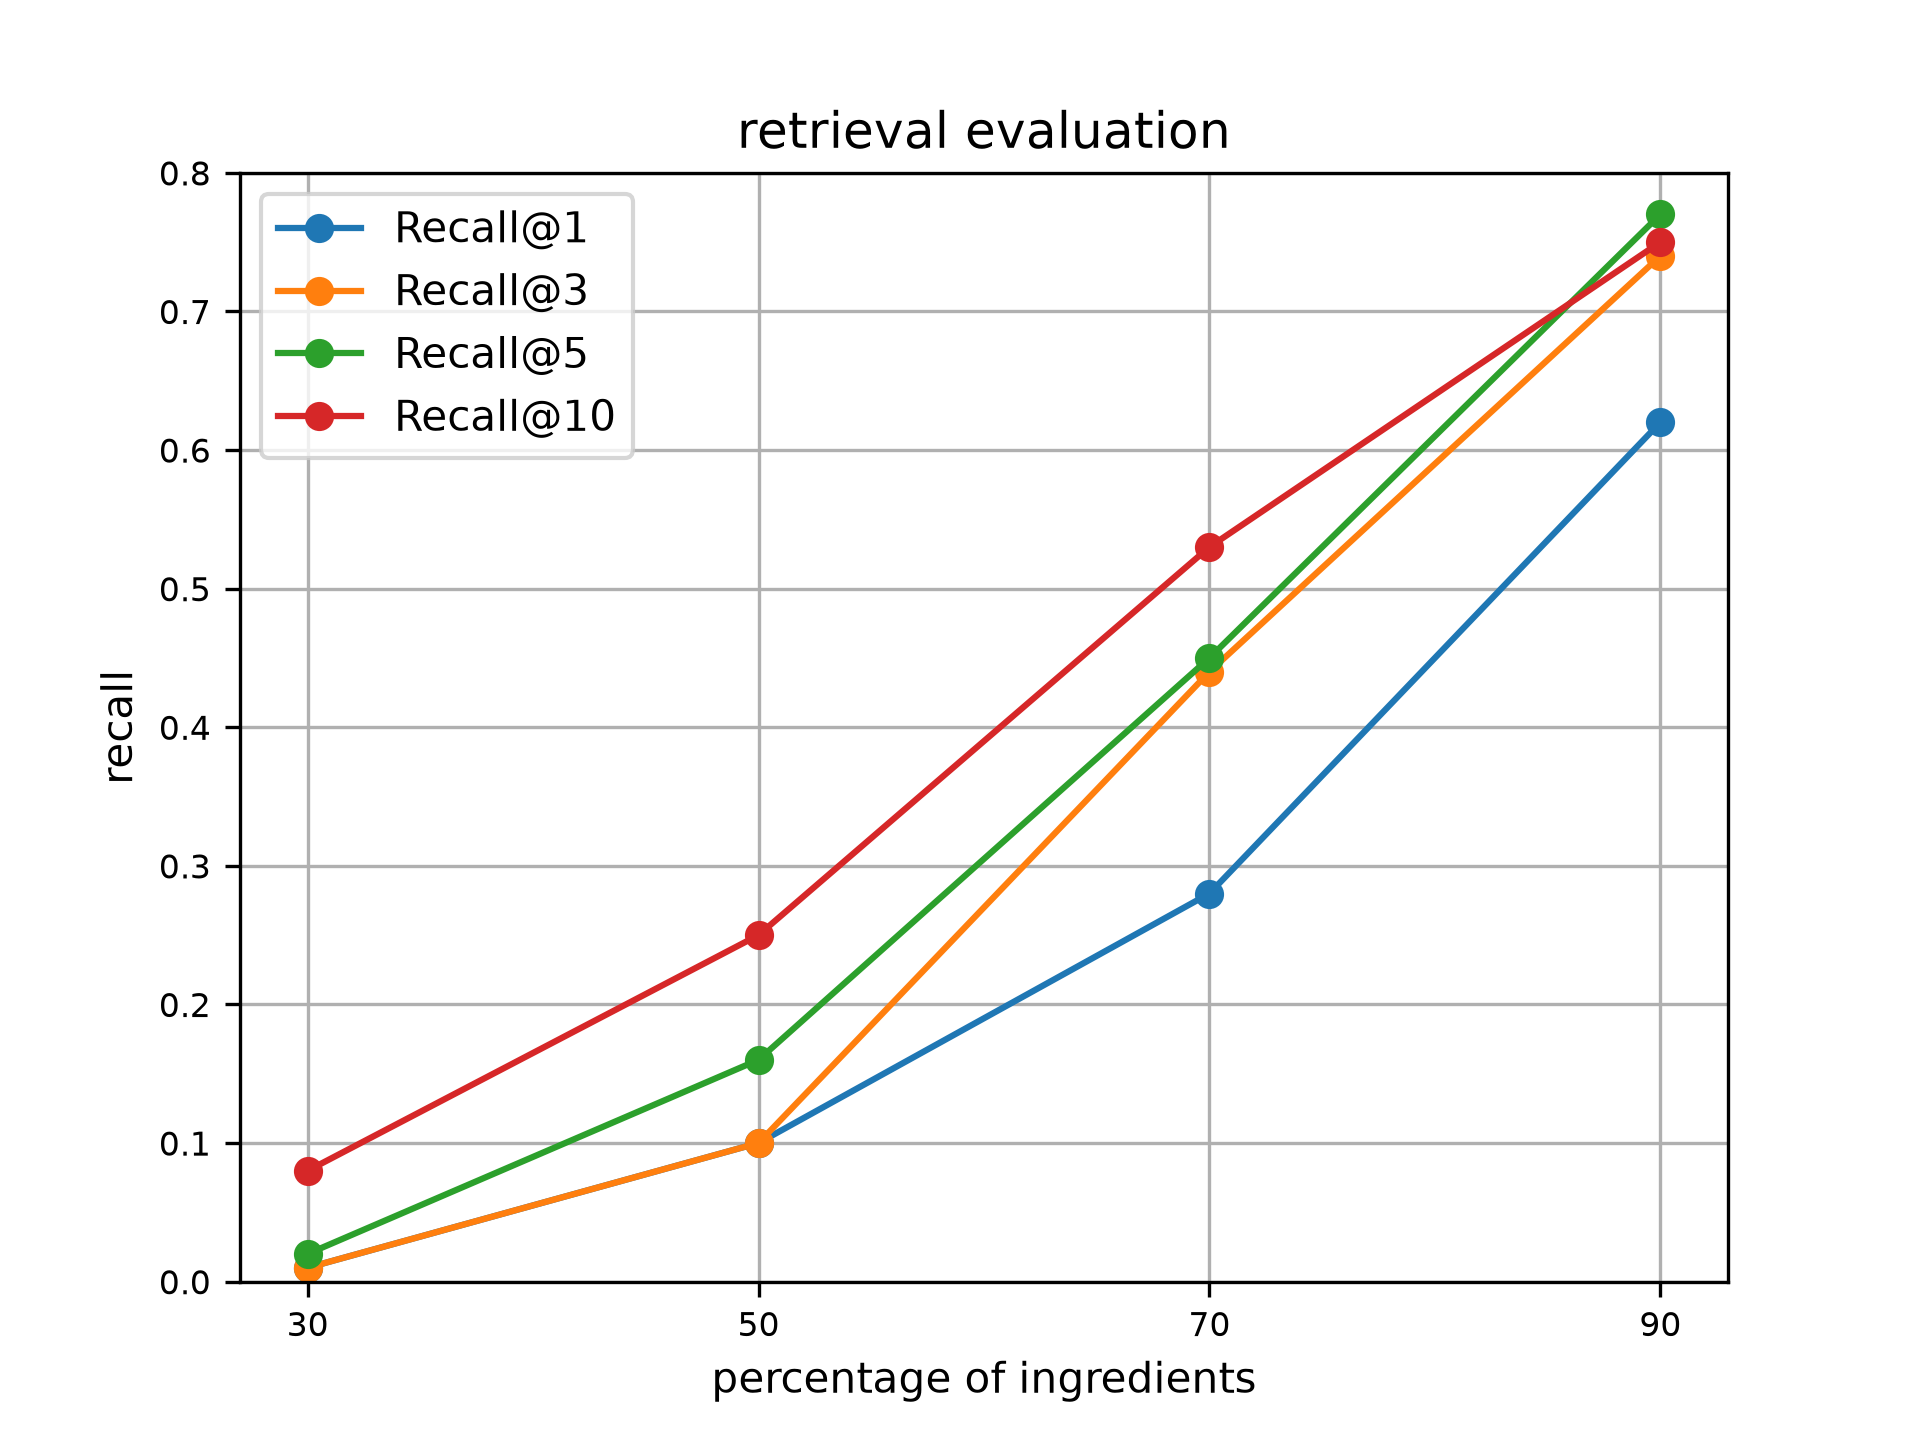 retrieval evaluation
0.8
0.7
0.6
0.5
0.4
0.3
0.2
0.1
0.0
Recall@1
Recall@3
Recall@5
Recall@10
recall
30 50 70 90
percentage of ingredients